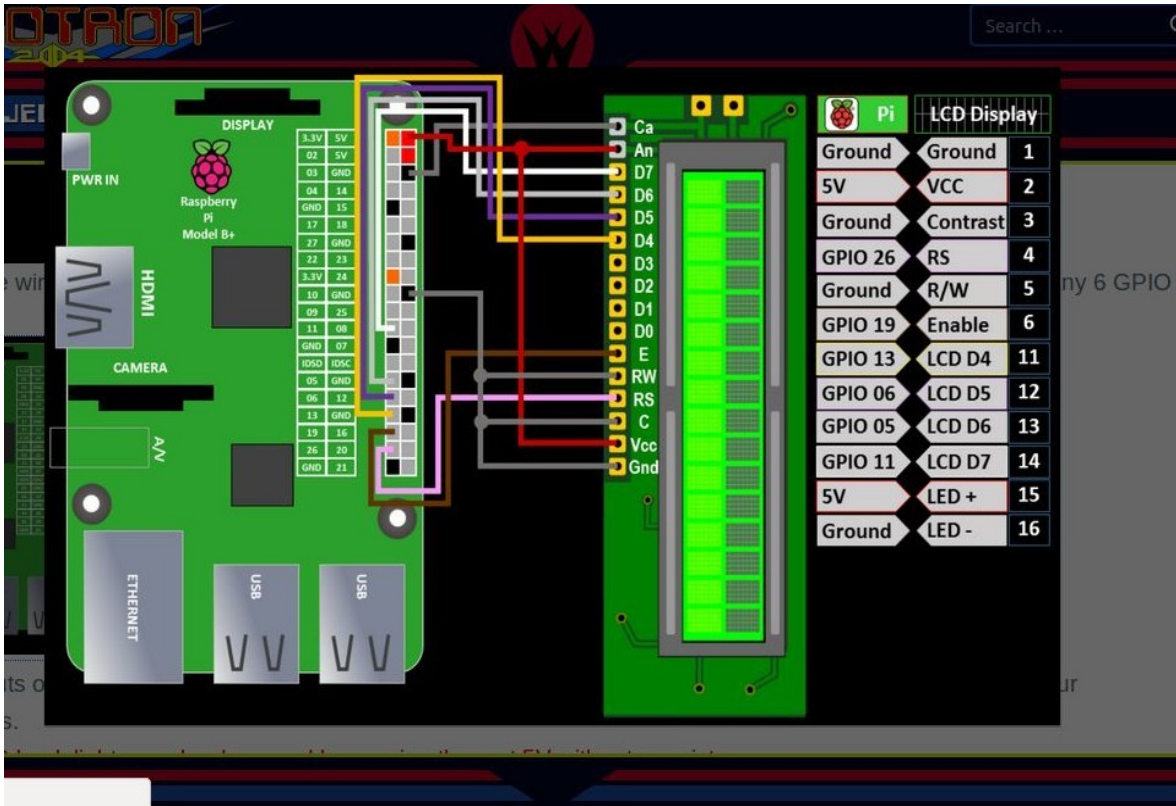 OTRON
2004
Search ...
W
JED
DISPLAY
PWR IN
Raspberry
Pi
Model B+
HDMI
CAMERA
A/V
ETHERNET
USB
USB
3.3V 5V
02 5V
03 GND
04 14
GND 15
17 18
27 GND
22 23
3.3V 24
10 GND
09 25
11 08
GND 07
IDSD IDSC
05 GND
06 12
13 GND
19 16
26 20
GND 21
Ca
An
D7
D6
D5
D4
D3
D2
D1
D0
E
RW
RS
C
Vcc
Gnd
Pi LCD Display
Ground Ground 1
5V VCC 2
Ground Contrast 3
GPIO 26 RS 4
Ground R/W 5
GPIO 19 Enable 6
GPIO 13 LCD D4 11
GPIO 06 LCD D5 12
GPIO 05 LCD D6 13
GPIO 11 LCD D7 14
5V LED + 15
Ground LED - 16
e wir
ny 6 GPIO
ts o
ur
s.